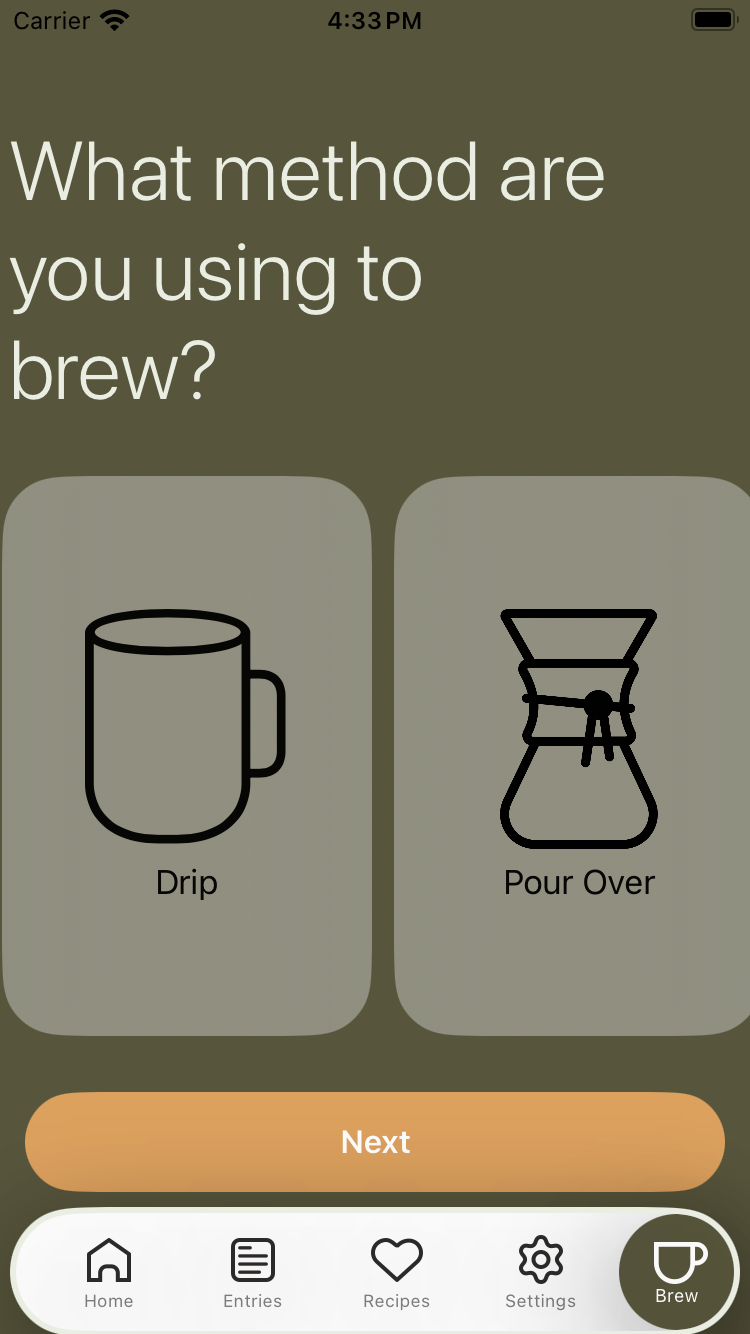 Carrier 4:33 PM
What method are
you using to
brew?
Drip
Pour Over
Next
Home
Entries
Recipes
Settings
Brew